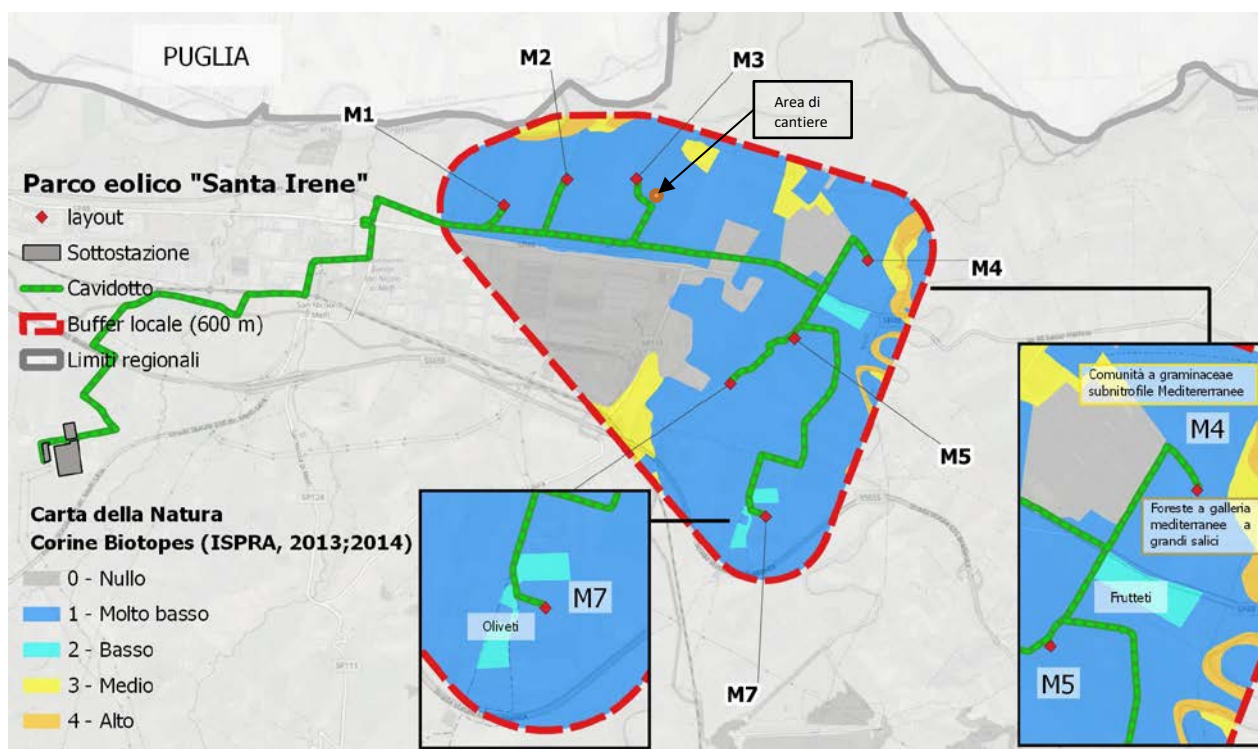 PUGLIA
M2
M3
M1
Area di
cantiere
Parco eolico "Santa Irene"
layout
Sottostazione
Cavidotto
Buffer locale (600 m)
Limiti regionali
M4
M5
M7
Carta della Natura
Corine Biotopes (ISPRA, 2013;2014)
0 - Nullo
1 - Molto basso
2 - Basso
3 - Medio
4 - Alto
SP111
M7
Oliveti
Comunità a graminaceae
subnitrofile Meditererranee
M4
Foreste a galleria
mediterranee a
grandi salici
Frutteti
M5